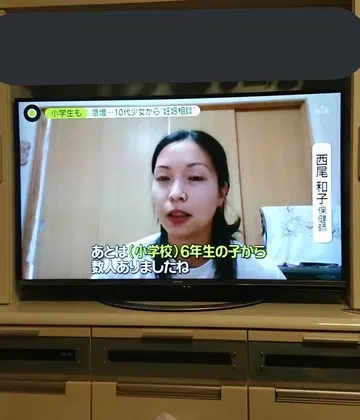 小学生も 急増…10代少女から"妊娠相談"
西尾 和子 保健師
あとは(小学校)6年生の子から
数人ありましたね